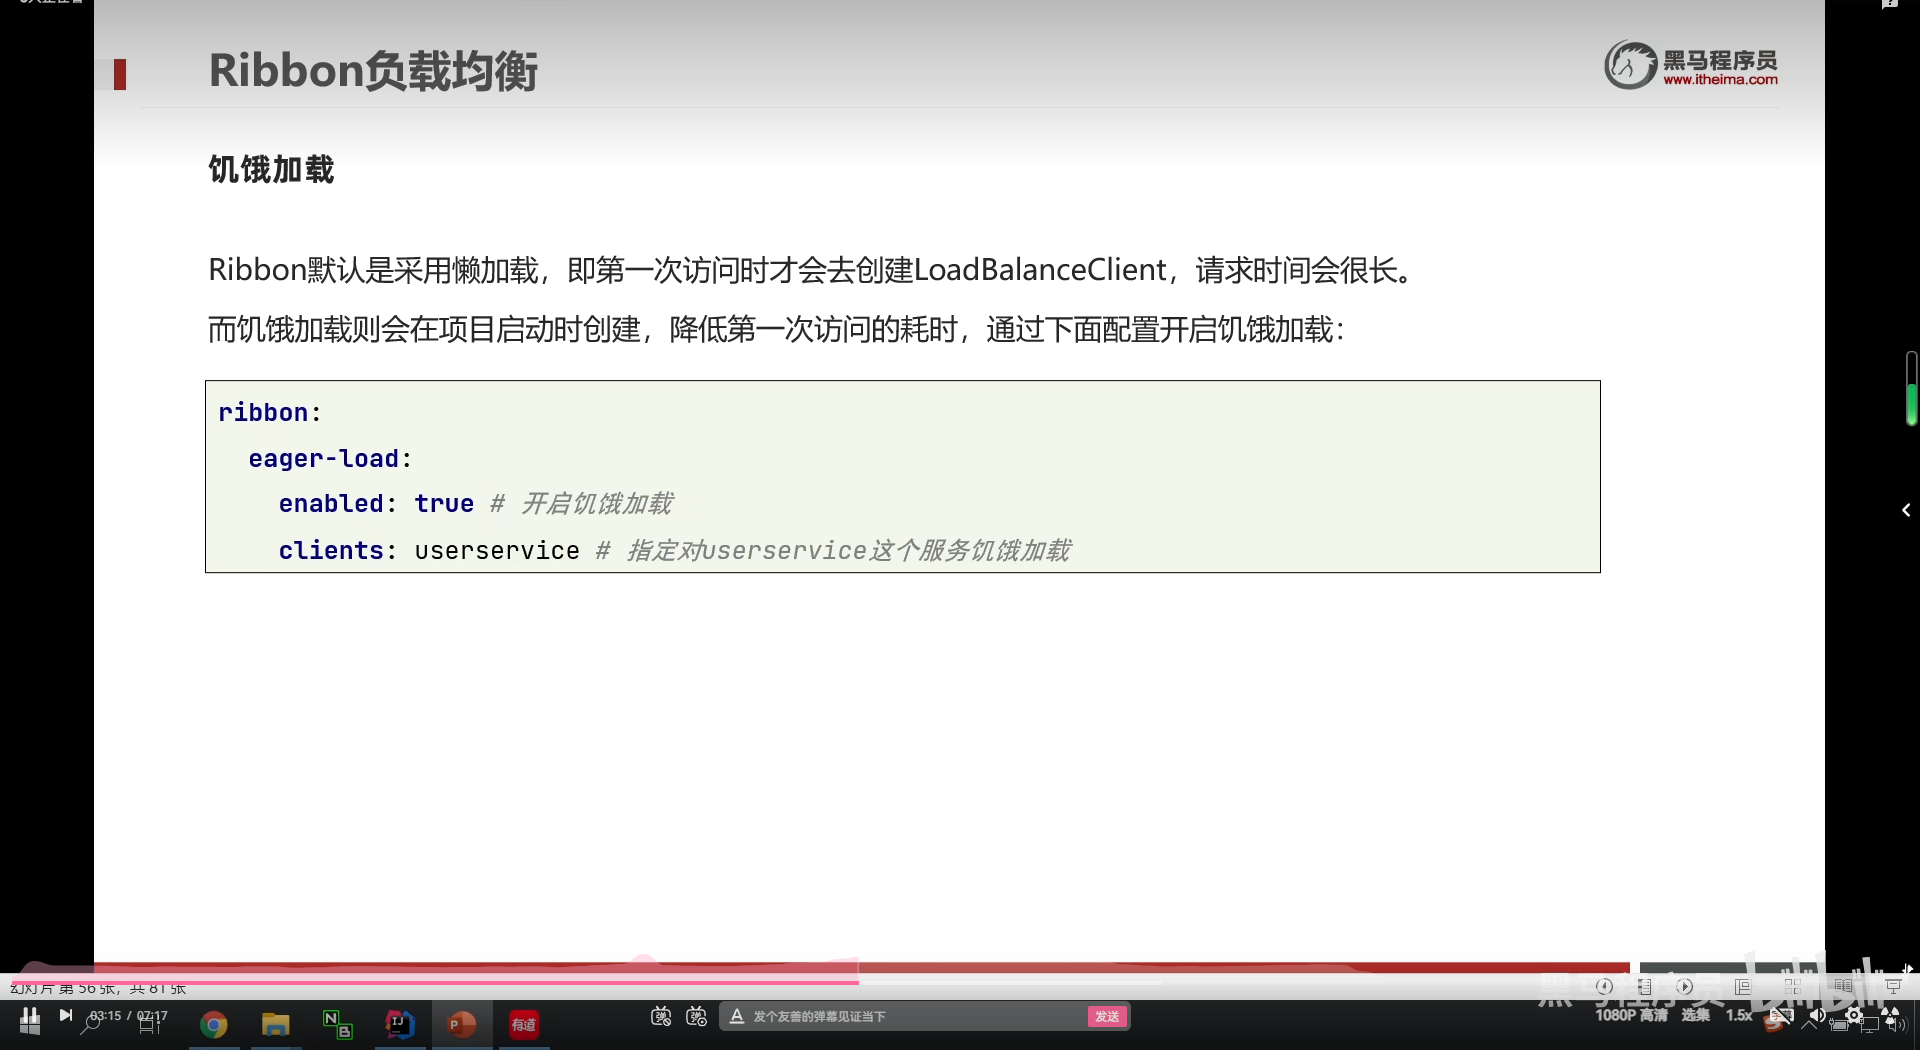 Ribbon负载均衡
黑马程序员
www.itheima.com
饥饿加载
Ribbon默认是采用懒加载，即第一次访问时才会去创建LoadBalanceClient，请求时间会很长。
而饥饿加载则会在项目启动时创建，降低第一次访问的耗时，通过下面配置开启饥饿加载：
ribbon:
eager-load:
enabled: true # 开启饥饿加载
clients: userservice # 指定对userservice这个服务饥饿加载
幻灯片 第 56 张，共 81 张
黑马程序员 bilibili
03:15 / 07:17
有道
发个友善的弹幕见证当下
发送
1080P 高清
选集
1.5x